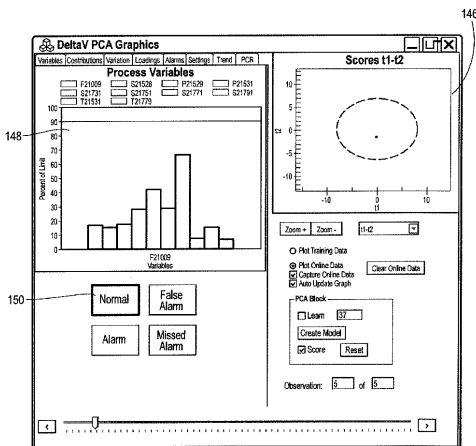 146
DeltaV PCA Graphics
Variables Contributions Variation Loadings Alarms Settings Trend PCR
Process Variables
F21009 S21528 P21529 P21531
S21731 S21751 S21771 S21791
T21531 T21779
148
Percent of Limit
100
90
80
70
60
50
40
30
20
10
0
F21009
Variables
150
Normal
False Alarm
Alarm
Missed Alarm
Scores t1-t2
t2
10
5
0
-5
-10
-10 -5 0 5 10
t1
Zoom + Zoom - t1-t2
Plot Training Data
Plot Online Data
Capture Online Data
Auto Update Graph
Clear Online Data
PCA Block
Learn 37
Create Model
Score Reset
Observation: 5 of 5
< >